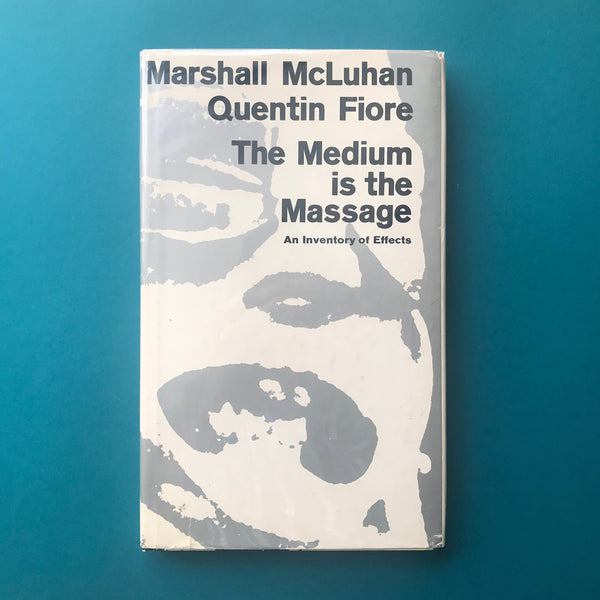 Marshall McLuhan
Quentin Fiore
The Medium
is the
Massage
An Inventory of Effects